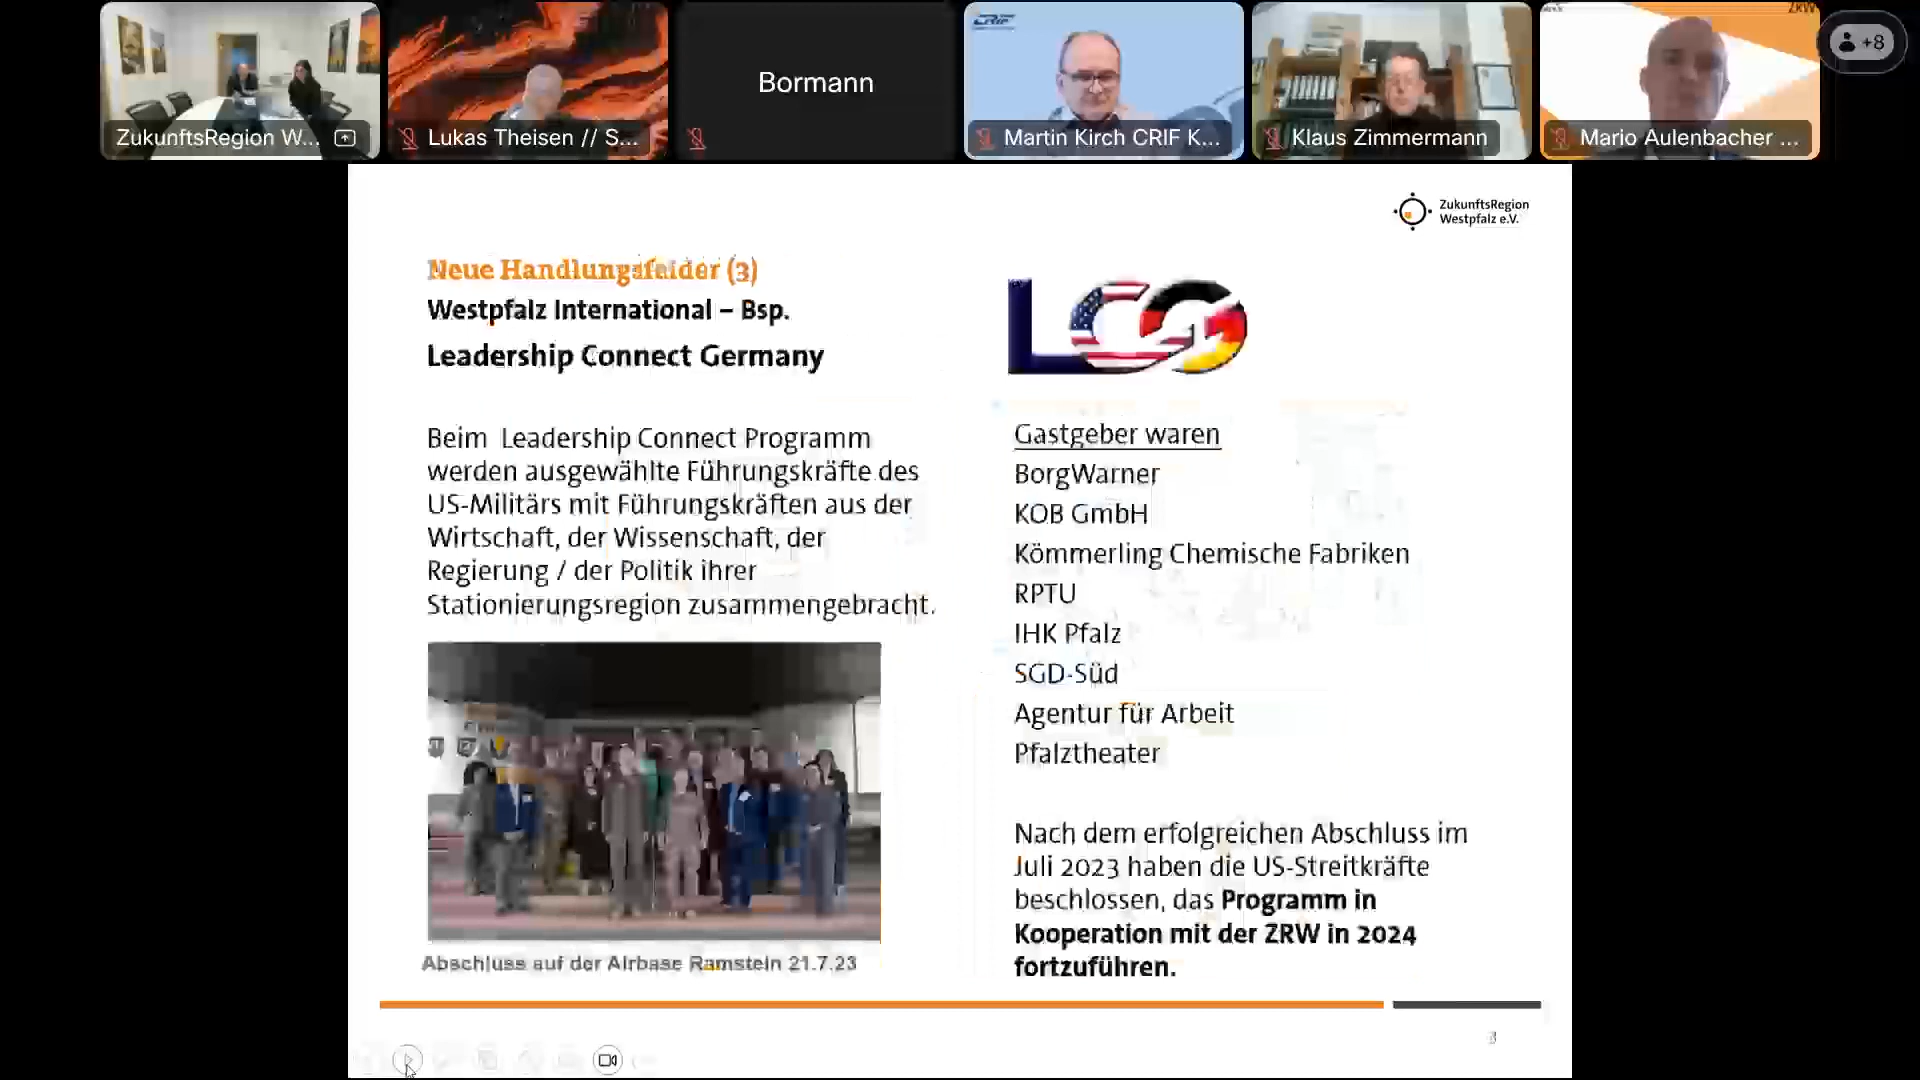 ZukunftsRegion W...
Lukas Theisen // S...
Bormann
CRIF
Martin Kirch CRIF K...
Klaus Zimmermann
ZRW
Mario Aulenbacher ...
+8
ZukunftsRegion
Westpfalz e.V.
Neue Handlungsfelder (3)
Westpfalz International – Bsp.
Leadership Connect Germany
LCG
Beim Leadership Connect Programm
werden ausgewählte Führungskräfte des
US-Militärs mit Führungskräften aus der
Wirtschaft, der Wissenschaft, der
Regierung / der Politik ihrer
Stationierungsregion zusammengebracht.
Abschluss auf der Airbase Ramstein 21.7.23
Gastgeber waren
BorgWarner
KOB GmbH
Kömmerling Chemische Fabriken
RPTU
IHK Pfalz
SGD-Süd
Agentur für Arbeit
Pfalztheater
Nach dem erfolgreichen Abschluss im
Juli 2023 haben die US-Streitkräfte
beschlossen, das Programm in
Kooperation mit der ZRW in 2024
fortzuführen.